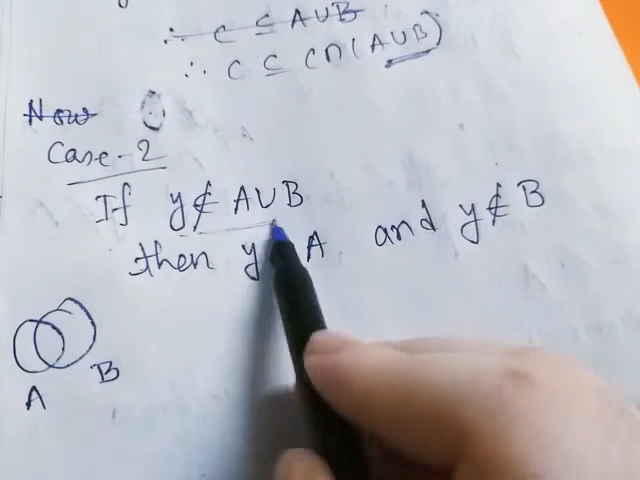 ∴ C ⊆ A∪B
∴ C ⊆ C∩(A∪B)
Now
Case-2
If y∉ A∪B
then y A and y∉B
A B